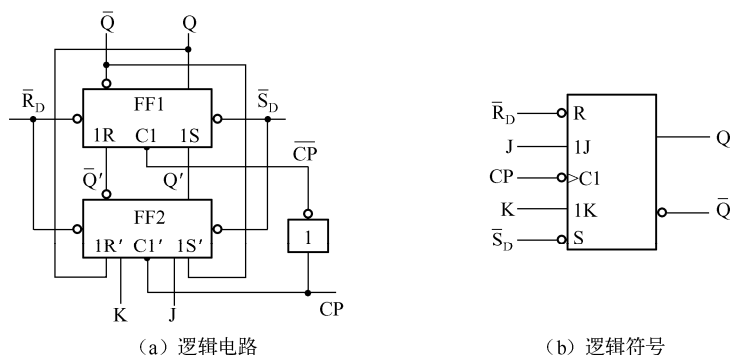 Q̅ Q
R̅D FF1 S̅D
1R C1 1S
C̅P̅
Q̅′ Q′
FF2
1
1R′ C1′ 1S′
K J CP
(a) 逻辑电路
R̅D R
J 1J
Q
CP C1
K 1K
Q̅
S̅D S
(b) 逻辑符号